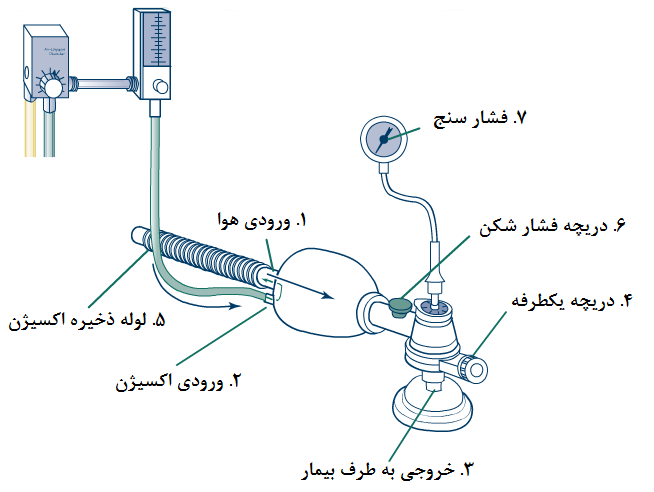 ۷. فشار سنج
۱. ورودی هوا
۶. دریچه فشار شکن
۴. دریچه یکطرفه
۵. لوله ذخیره اکسیژن
۲. ورودی اکسیژن
۳. خروجی به طرف بیمار